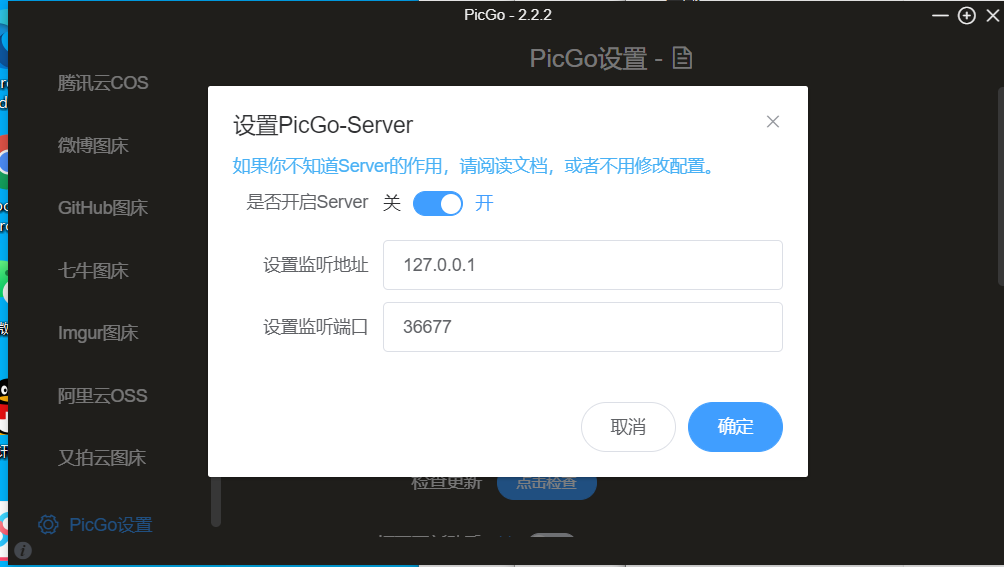 PicGo - 2.2.2
PicGo设置 -
腾讯云COS
微博图床
GitHub图床
七牛图床
Imgur图床
阿里云OSS
又拍云图床
PicGo设置
设置PicGo-Server
如果你不知道Server的作用，请阅读文档，或者不用修改配置。
是否开启Server 关 开
设置监听地址 127.0.0.1
设置监听端口 36677
取消 确定
检查更新 点击检查